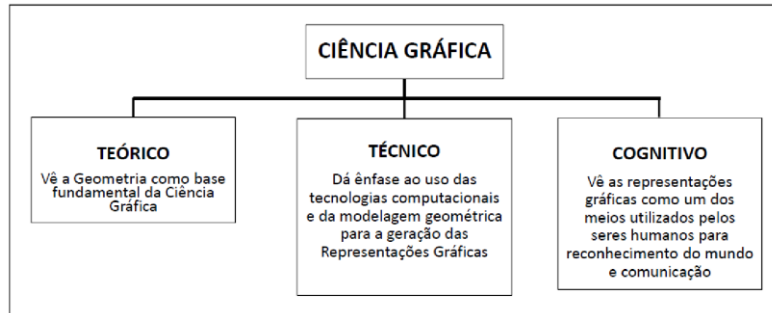 CIÊNCIA GRÁFICA
TEÓRICO
Vê a Geometria como base
fundamental da Ciência
Gráfica
TÉCNICO
Dá ênfase ao uso das
tecnologias computacionais
e da modelagem geométrica
para a geração das
Representações Gráficas
COGNITIVO
Vê as representações
gráficas como um dos
meios utilizados pelos
seres humanos para
reconhecimento do mundo
e comunicação